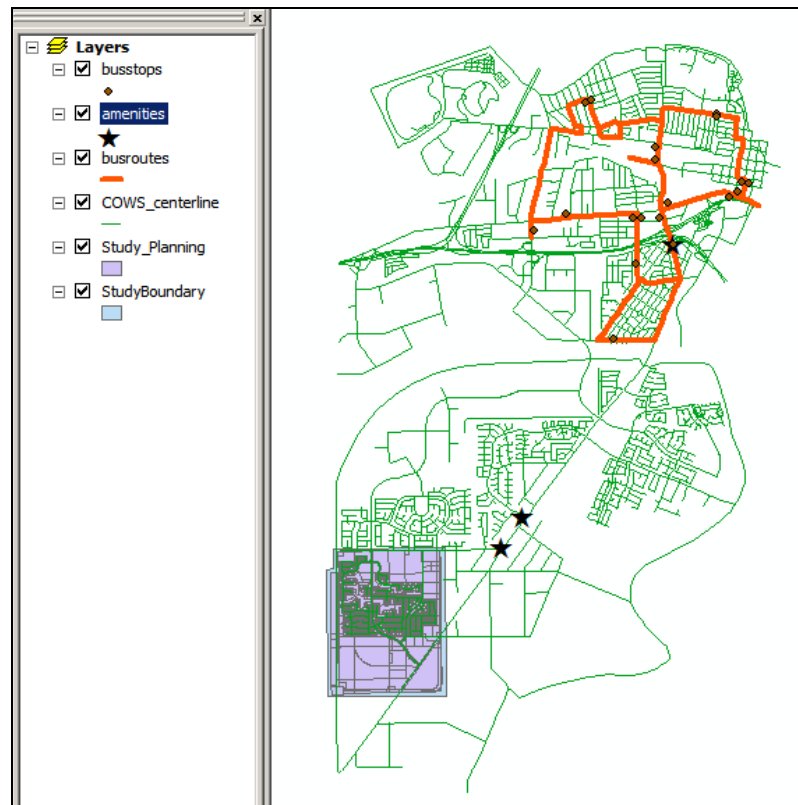 Layers
busstops
amenities
busroutes
COWS_centerline
Study_Planning
StudyBoundary